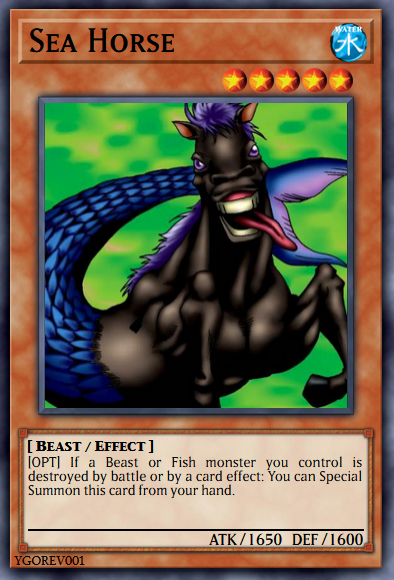 Sea Horse
WATER
水
[ Beast / Effect ]
[OPT] If a Beast or Fish monster you control is
destroyed by battle or by a card effect: You can Special
Summon this card from your hand.
ATK / 1650 DEF / 1600
YGOREV001